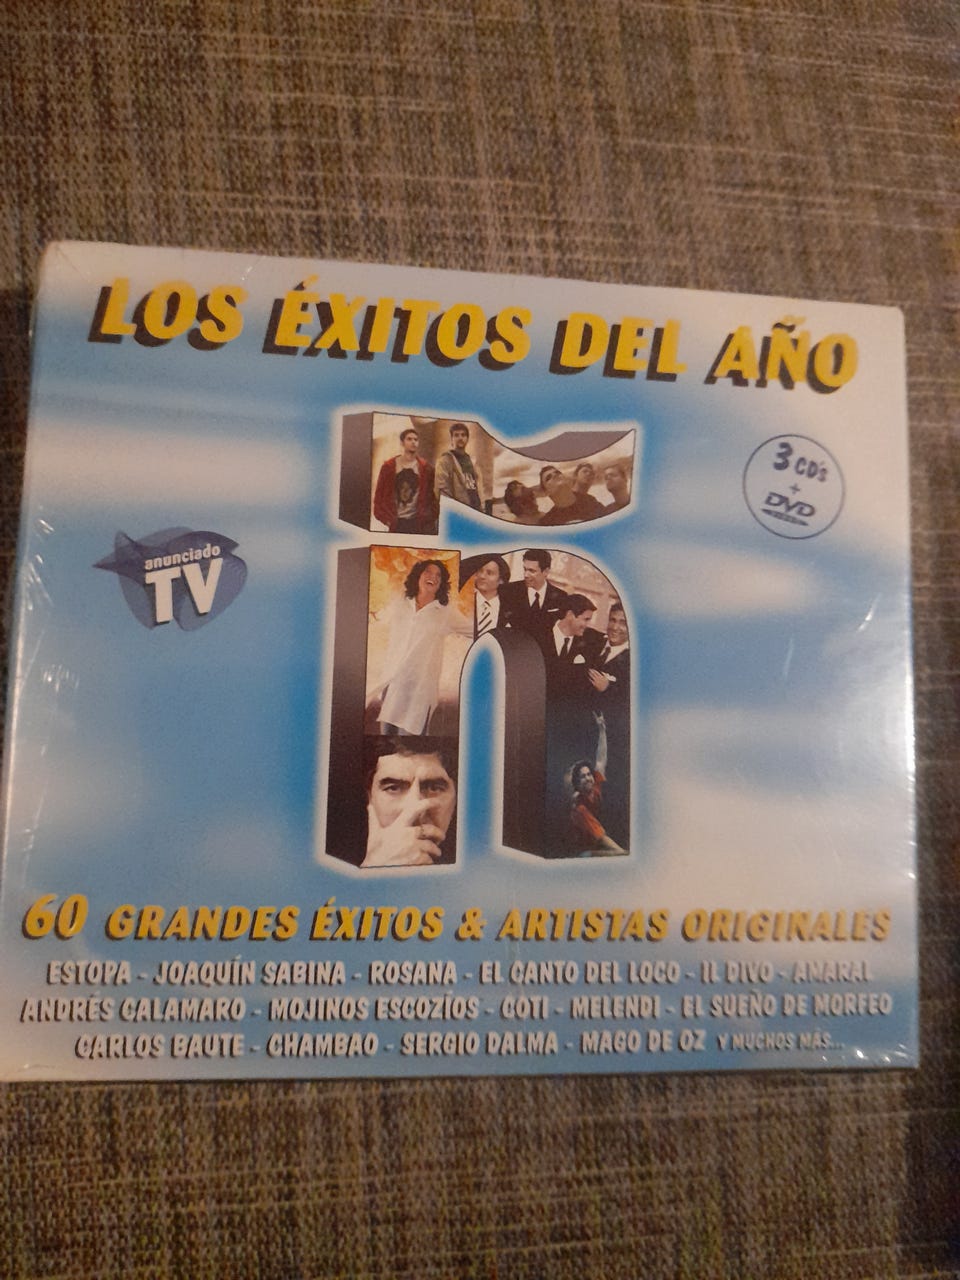 LOS ÉXITOS DEL AÑO
3 CD's
+
DVD
anunciado
TV
ñ
60 GRANDES ÉXITOS & ARTISTAS ORIGINALES
ESTOPA - JOAQUÍN SABINA - ROSANA - EL CANTO DEL LOCO - IL DIVO - AMARAL
ANDRÉS CALAMARO - MOJINOS ESCOZÍOS - COTI - MELENDI - EL SUEÑO DE MORFEO
CARLOS BAUTE - CHAMBAO - SERGIO DALMA - MAGO DE OZ Y MUCHOS MÁS...